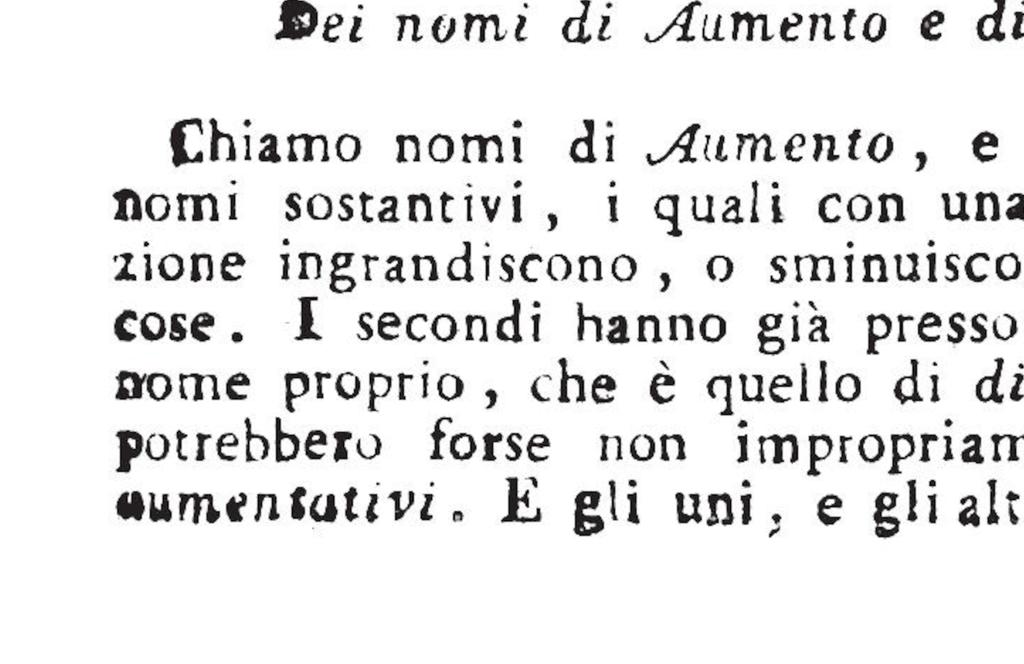 Dei nomi di Aumento e di
Chiamo nomi di Aumento, e
nomi sostantivi, i quali con una
zione ingrandiscono, o sminuisco
cose. I secondi hanno già presso
nome proprio, che è quello di di
potrebbero forse non impropriam
aumentativi. E gli uni, e gli alt